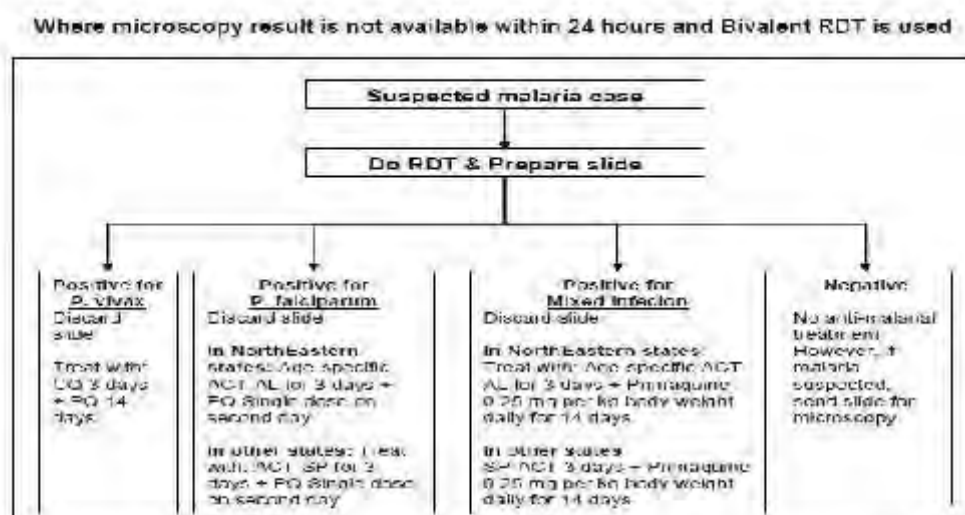 Where microscopy result is not available within 24 hours and Bivalent RDT is used
Suspected malaria case
Do RDT & Prepare slide
Positive for
P. vivax
Discard
slide
Treat with:
CQ 3 days
+ PQ 14
days
Positive for
P. falciparum
Discard slide
In NorthEastern
states: Age-specific
ACT-AL for 3 days +
PQ Single dose on
second day
In other states: Treat
with: ACT-SP for 3
days + PQ Single dose
on second day
Positive for
Mixed infecion
Discard slide
In NorthEastern states:
Treat with: Age-specific ACT-
AL for 3 days + Primaquine
0.25 mg per kg body weight
daily for 14 days.
In other states
SP-ACT 3 days + Primaquine
0.25 mg per kg body weight
daily for 14 days.
Negative
No anti-malarial
treatment
However, if
malaria
suspected,
send slide for
microscopy